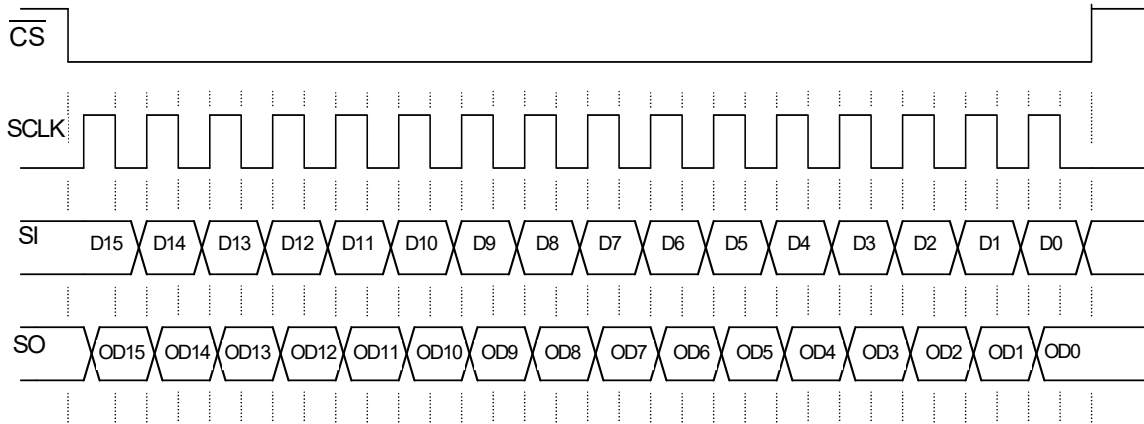 CS
SCLK
SI D15 D14 D13 D12 D11 D10 D9 D8 D7 D6 D5 D4 D3 D2 D1 D0
SO OD15 OD14 OD13 OD12 OD11 OD10 OD9 OD8 OD7 OD6 OD5 OD4 OD3 OD2 OD1 OD0